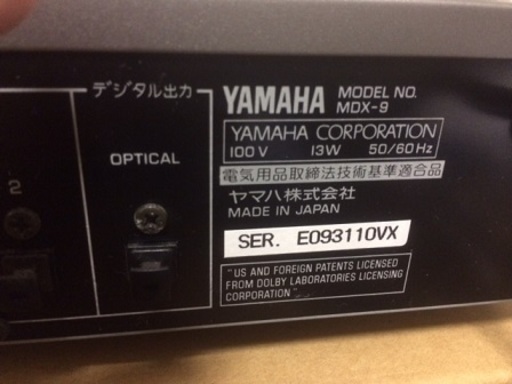 デジタル出力
OPTICAL
2
YAMAHA MODEL NO. MDX-9
YAMAHA CORPORATION
100V 13W 50/60Hz
電気用品取締法技術基準適合品
ヤマハ株式会社
MADE IN JAPAN
SER. E093110VX
"US AND FOREIGN PATENTS LICENSED
FROM DOLBY LABORATORIES LICENSING
CORPORATION"